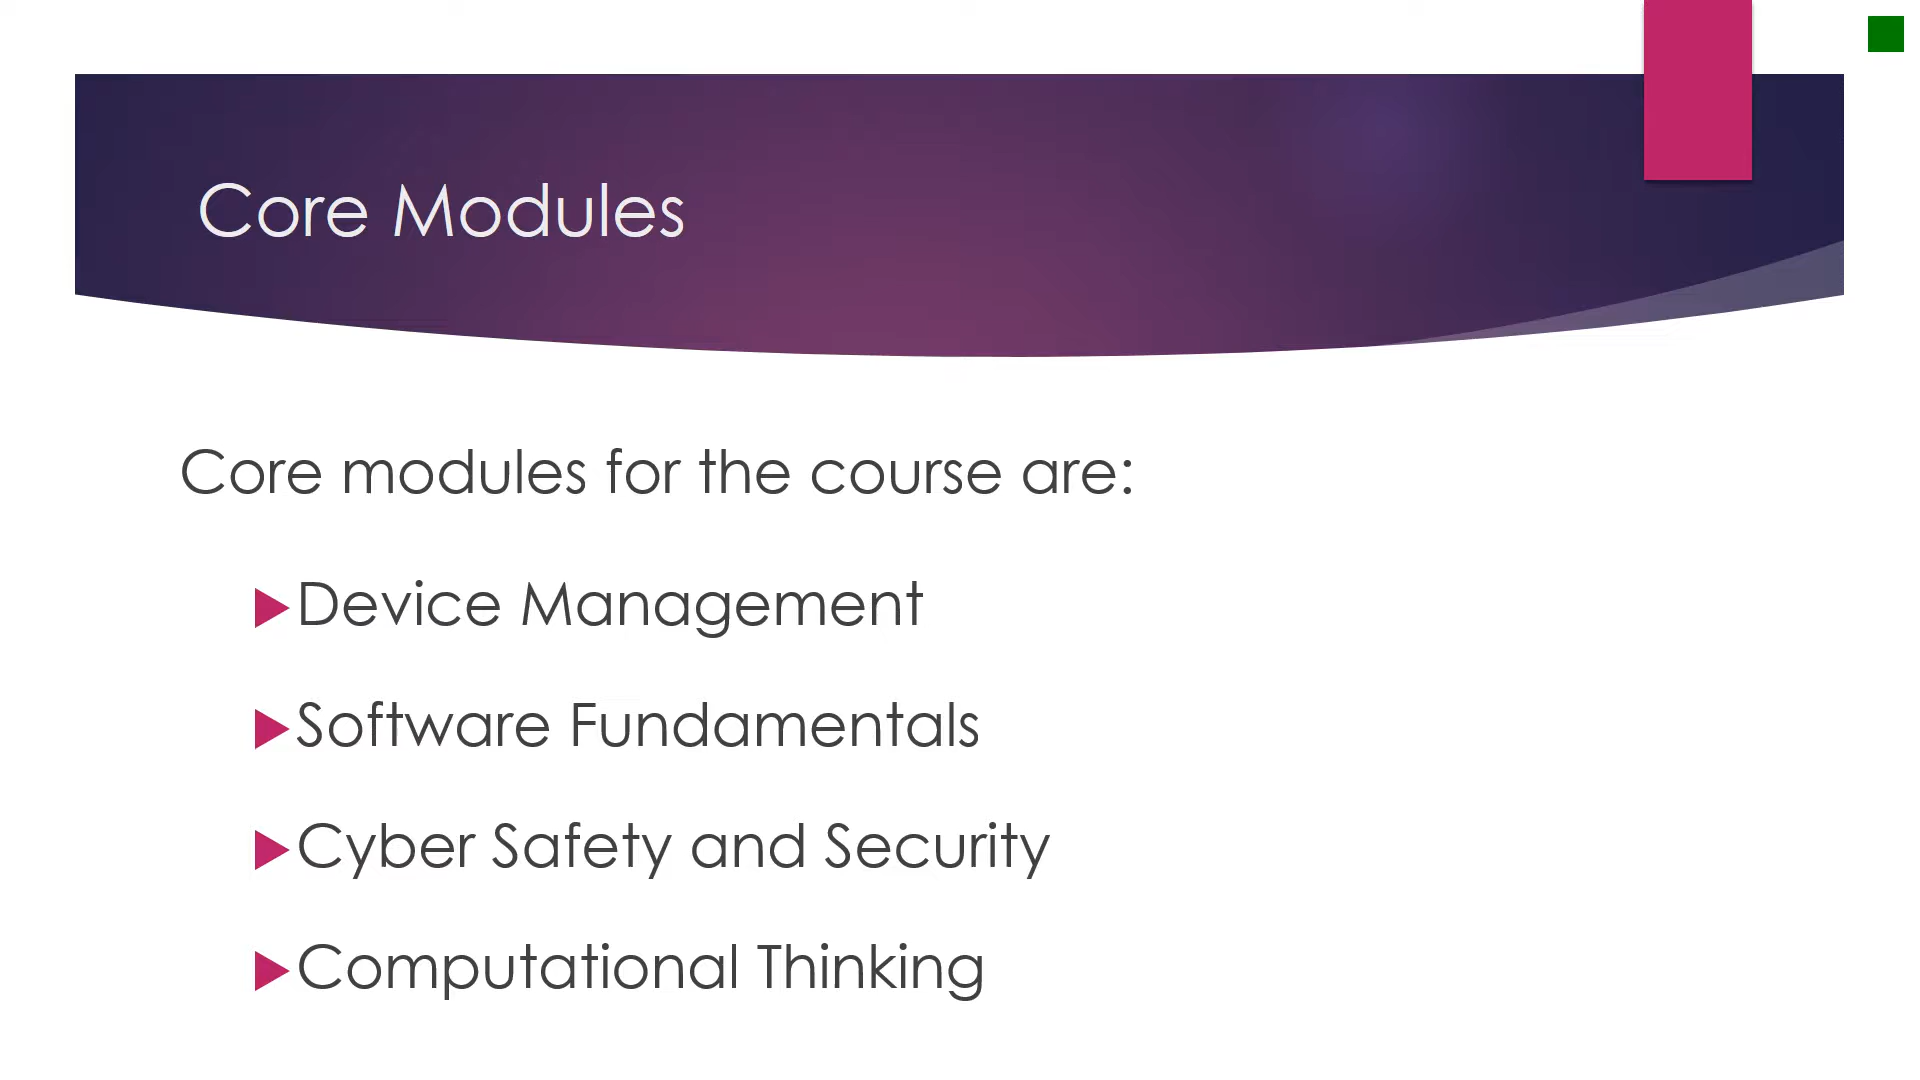 Core Modules
Core modules for the course are:
Device Management
Software Fundamentals
Cyber Safety and Security
Computational Thinking